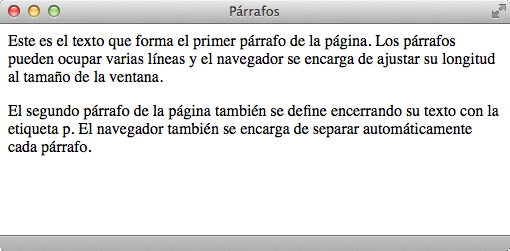 Párrafos
Este es el texto que forma el primer párrafo de la página. Los párrafos
pueden ocupar varias líneas y el navegador se encarga de ajustar su longitud
al tamaño de la ventana.
El segundo párrafo de la página también se define encerrando su texto con la
etiqueta p. El navegador también se encarga de separar automáticamente
cada párrafo.